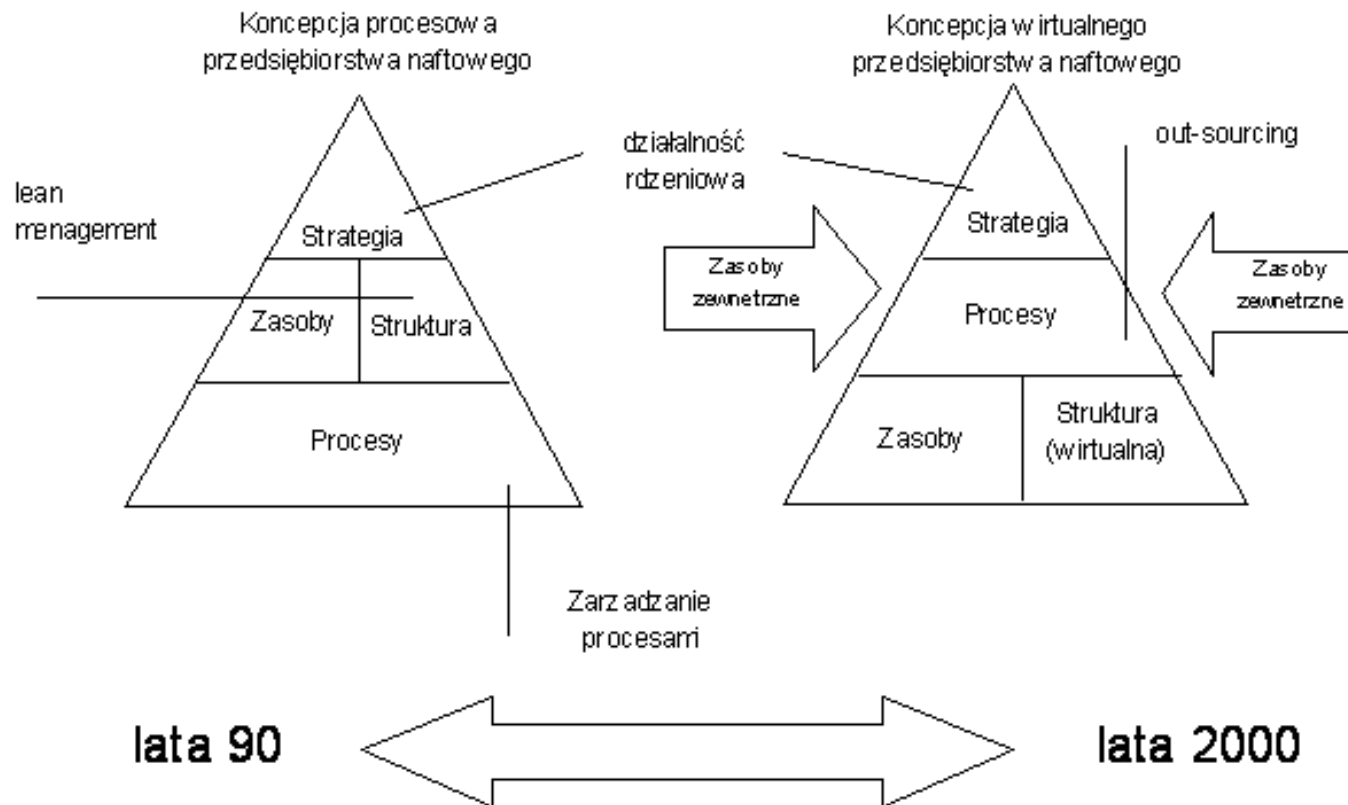 Koncepcja procesowa
przedsiębiorstwa naftowego
Koncepcja wirtualnego
przedsiębiorstwa naftowego
działalność
rdzeniowa
out-sourcing
lean
menagement
Strategia
Zasoby
Struktura
Procesy
Strategia
Zasoby
zewnetrzne
Procesy
Zasoby
zewnetrzne
Zasoby
Struktura
(wirtualna)
Zarzadzanie
procesami
lata 90
lata 2000